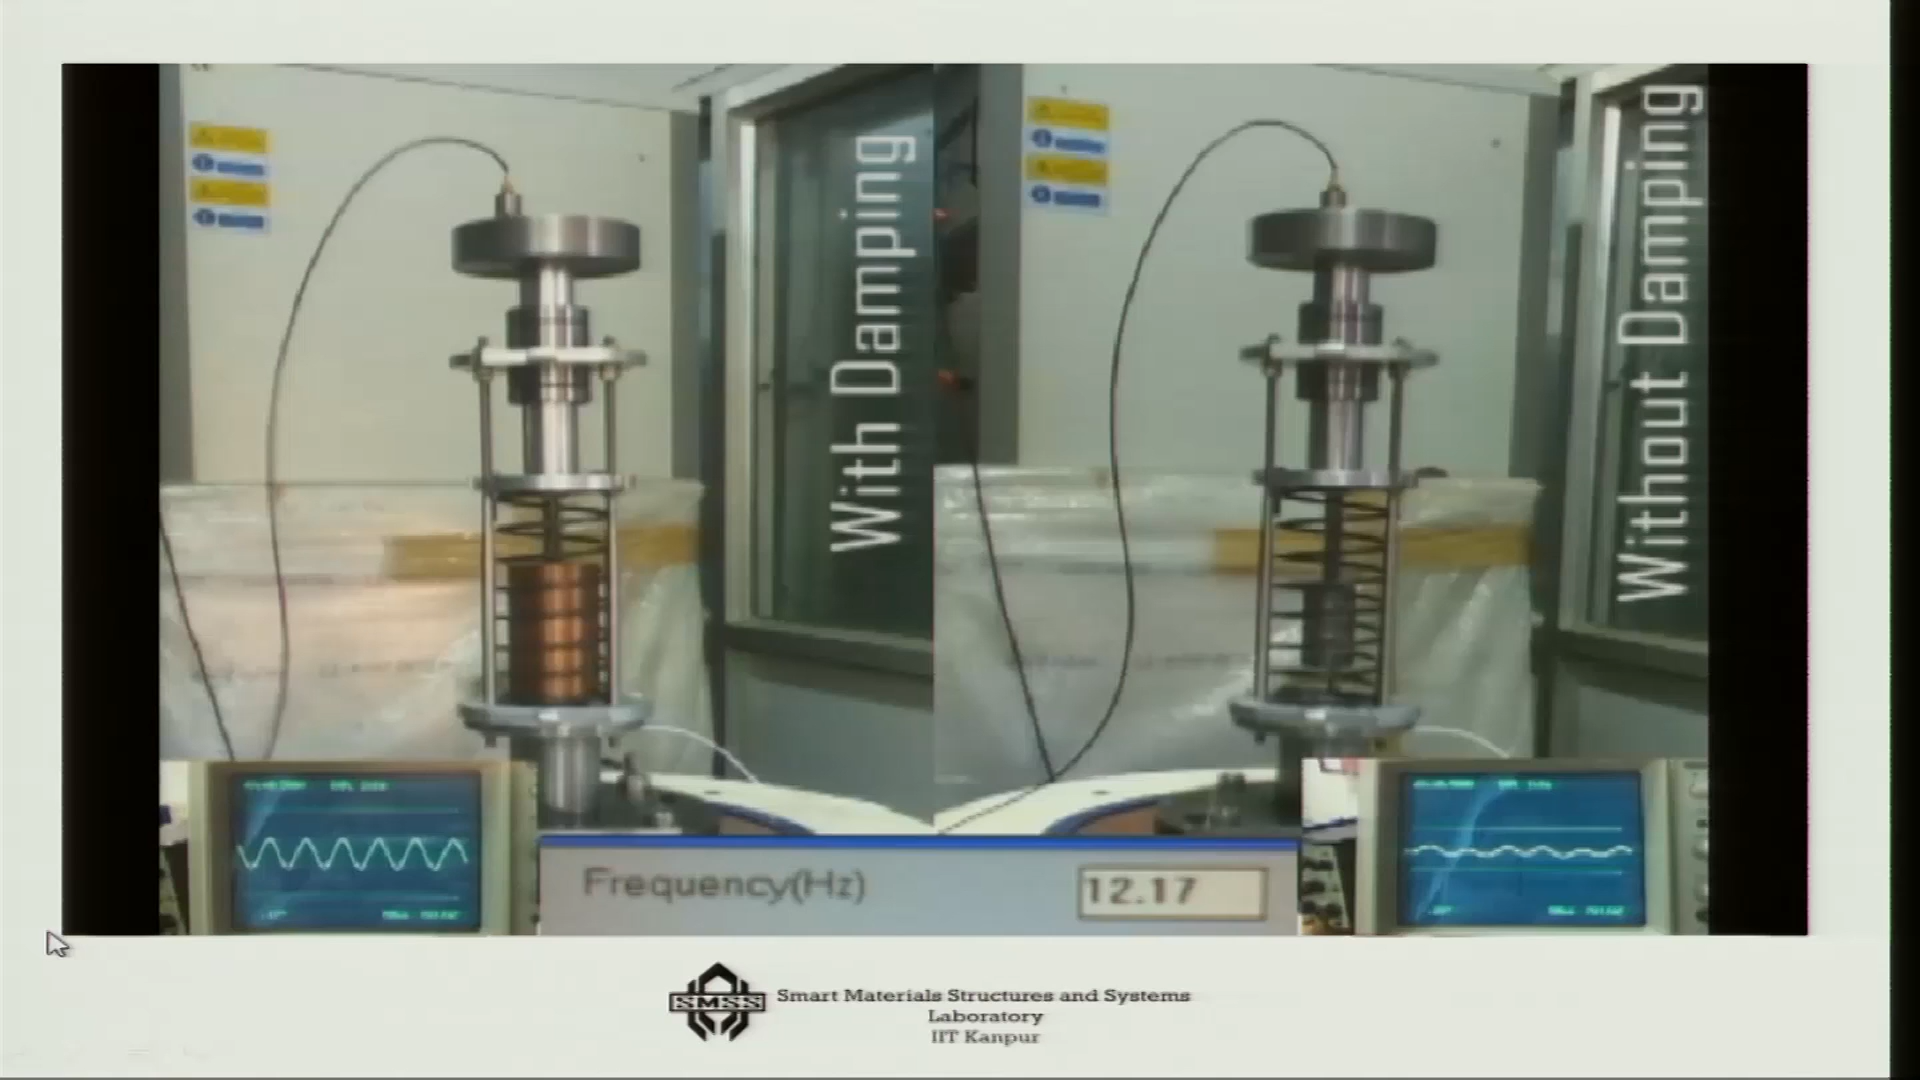 With Damping
Without Damping
Frequency(Hz)
12.17
SMSS
Smart Materials Structures and Systems
Laboratory
IIT Kanpur